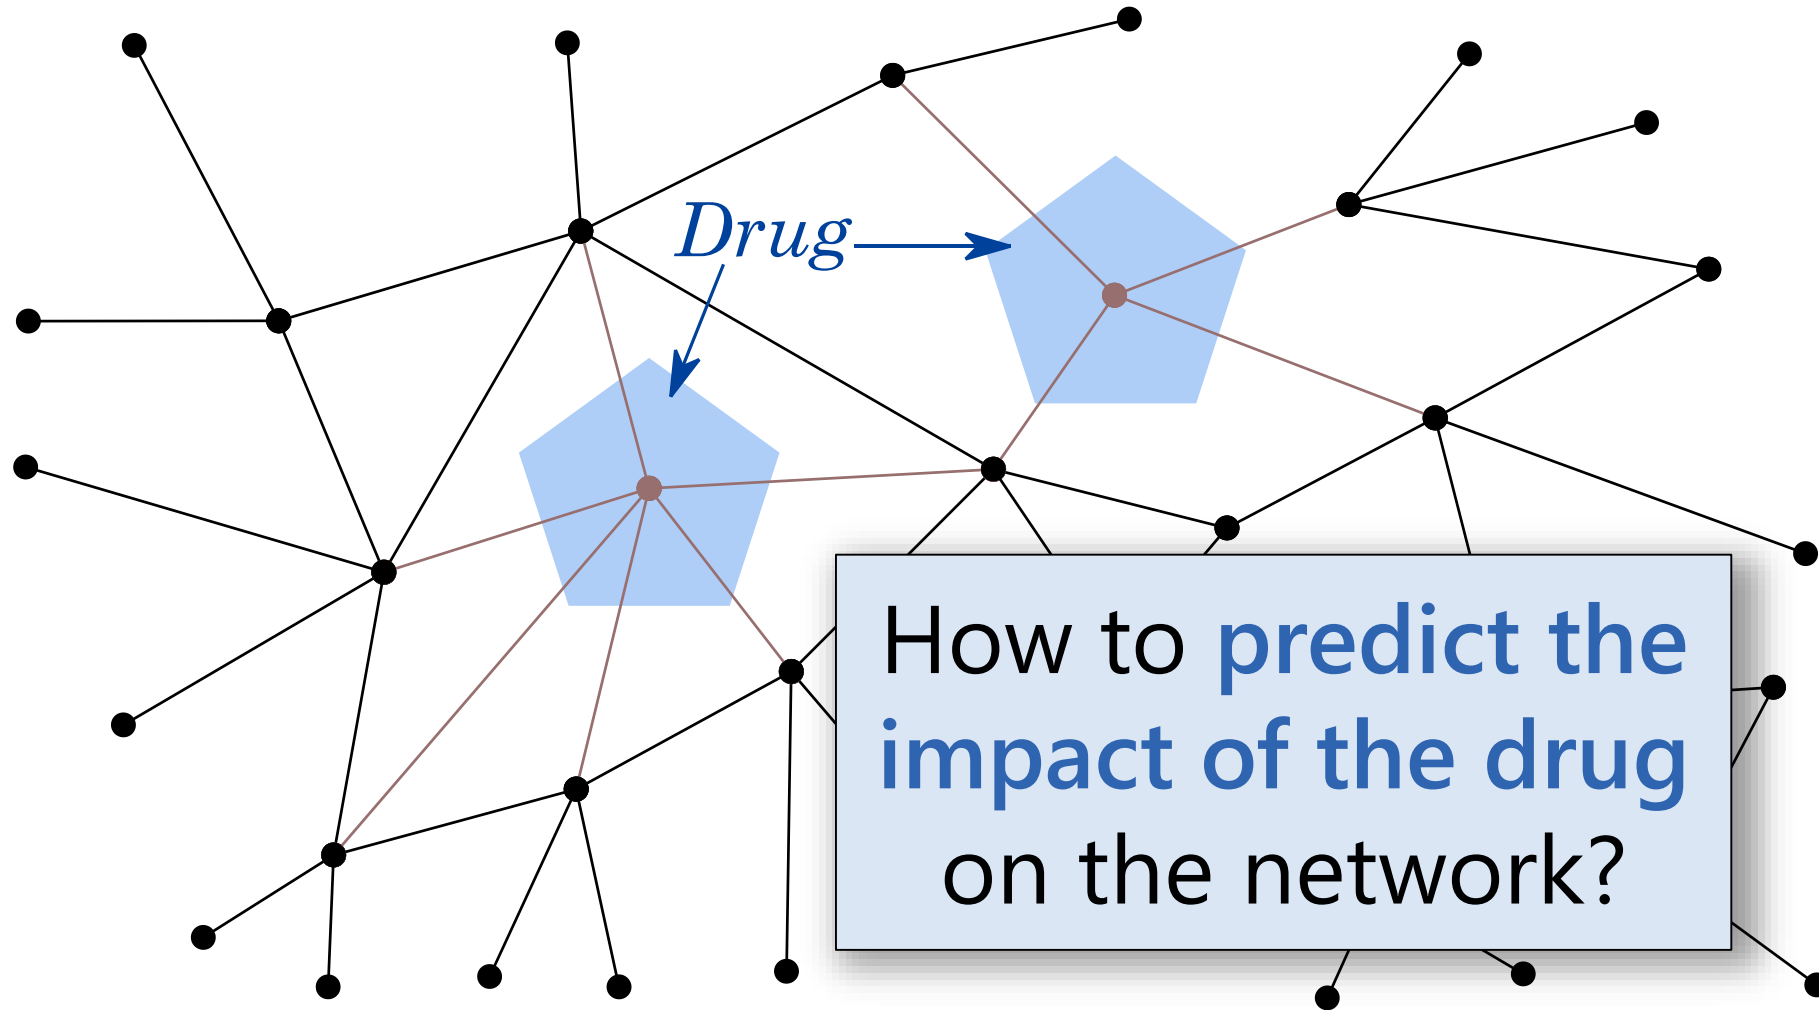 Drug
How to predict the
impact of the drug
on the network?